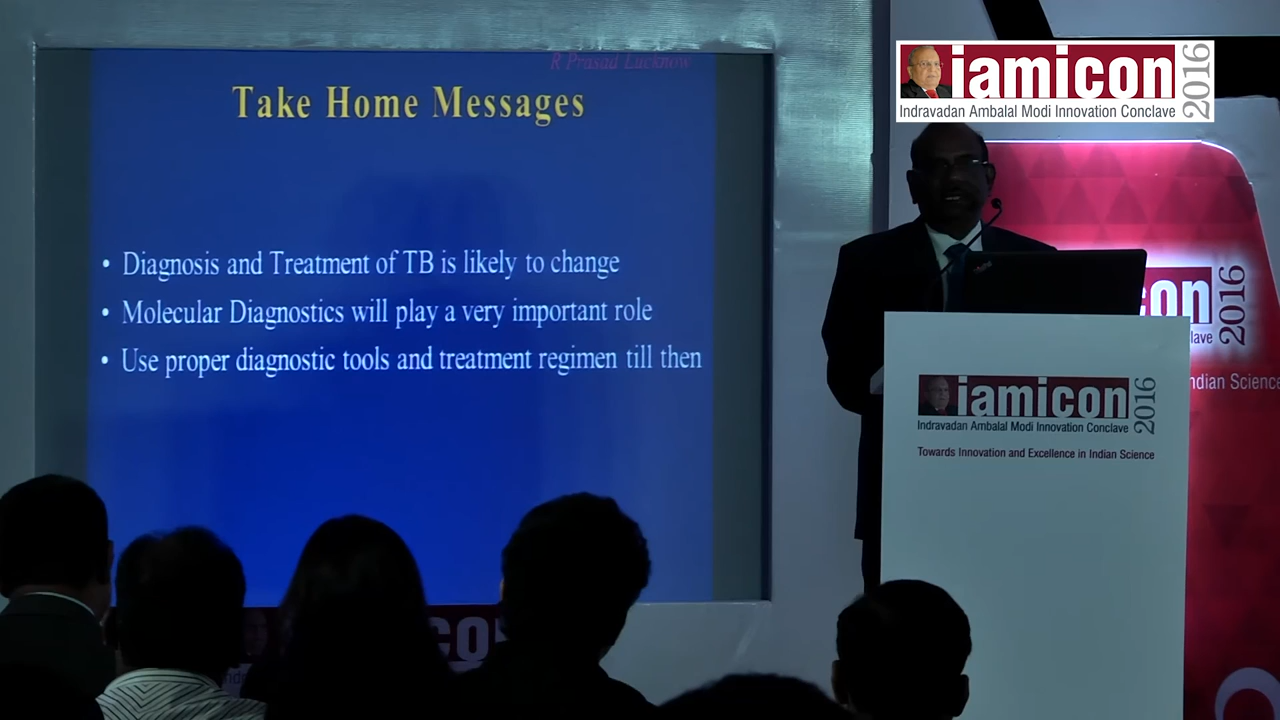 R Prasad Lucknow
Take Home Messages
• Diagnosis and Treatment of TB is likely to change
• Molecular Diagnostics will play a very important role
• Use proper diagnostic tools and treatment regimen till then
iamicon 2016
Indravadan Ambalal Modi Innovation Conclave
con 2016
lave
ndian Science
iamicon 2016
Indravadan Ambalal Modi Innovation Conclave
Towards Innovation and Excellence in Indian Science
co